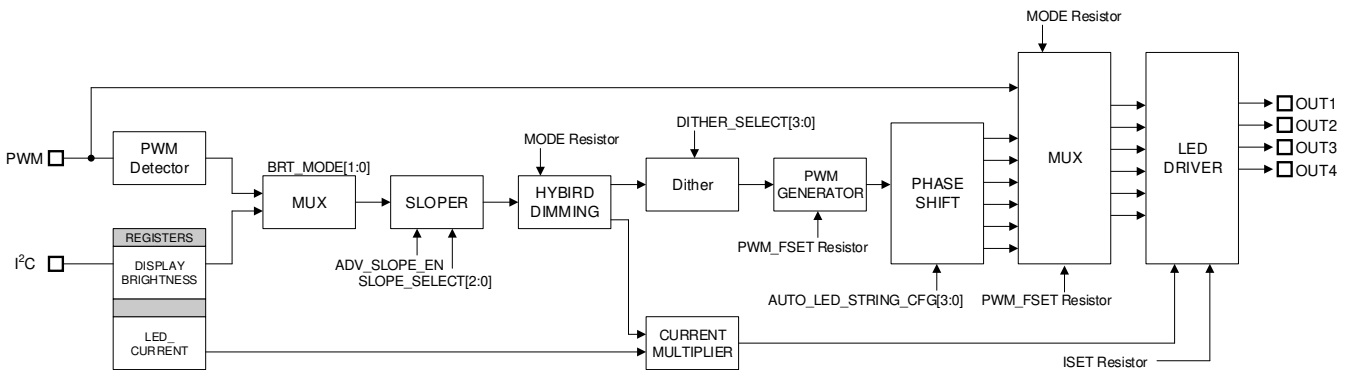 MODE Resistor
PWM
PWM
Detector
BRT_MODE[1:0]
MUX
SLOPER
ADV_SLOPE_EN
SLOPE_SELECT[2:0]
MODE Resistor
HYBIRD
DIMMING
DITHER_SELECT[3:0]
Dither
PWM
GENERATOR
PWM_FSET Resistor
PHASE
SHIFT
AUTO_LED_STRING_CFG[3:0]
MUX
PWM_FSET Resistor
LED
DRIVER
OUT1
OUT2
OUT3
OUT4
I²C
REGISTERS
DISPLAY
BRIGHTNESS
LED_
CURRENT
CURRENT
MULTIPLIER
ISET Resistor